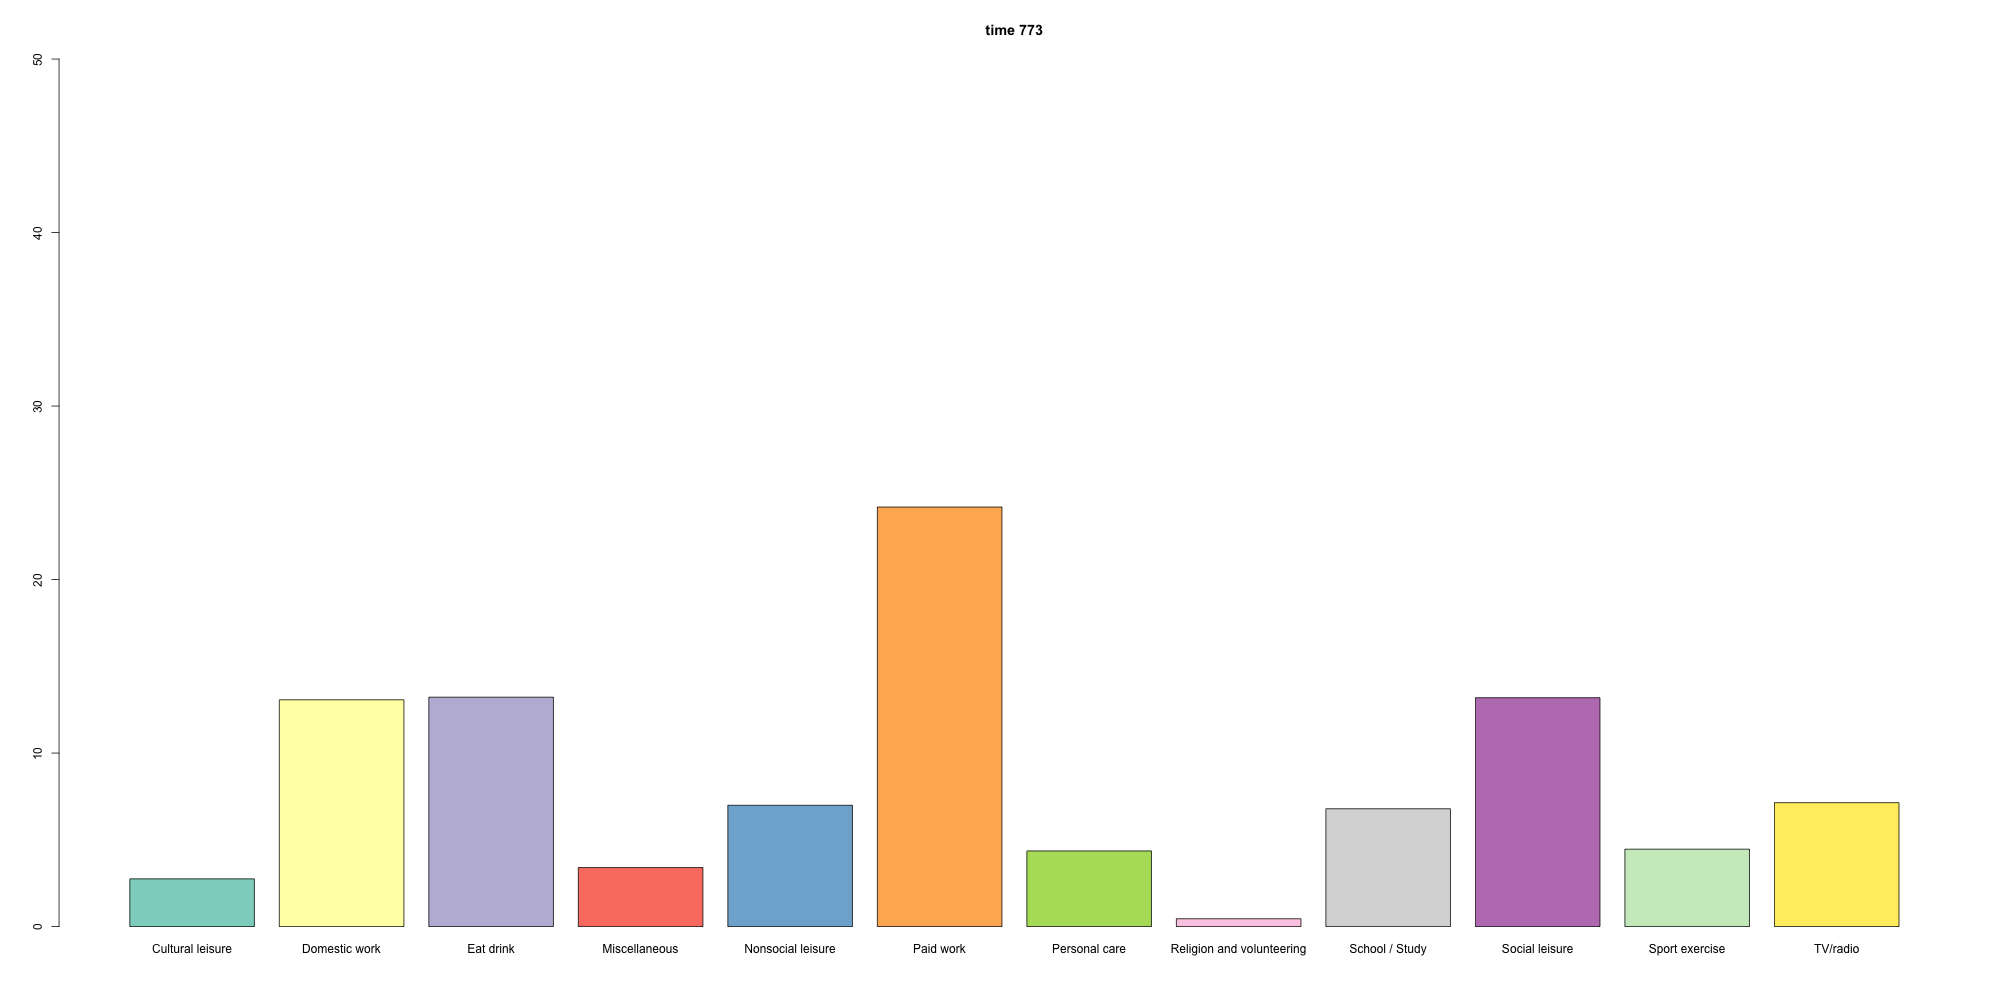 time 773
50
40
30
20
10
0
Cultural leisure
Domestic work
Eat drink
Miscellaneous
Nonsocial leisure
Paid work
Personal care
Religion and volunteering
School / Study
Social leisure
Sport exercise
TV/radio